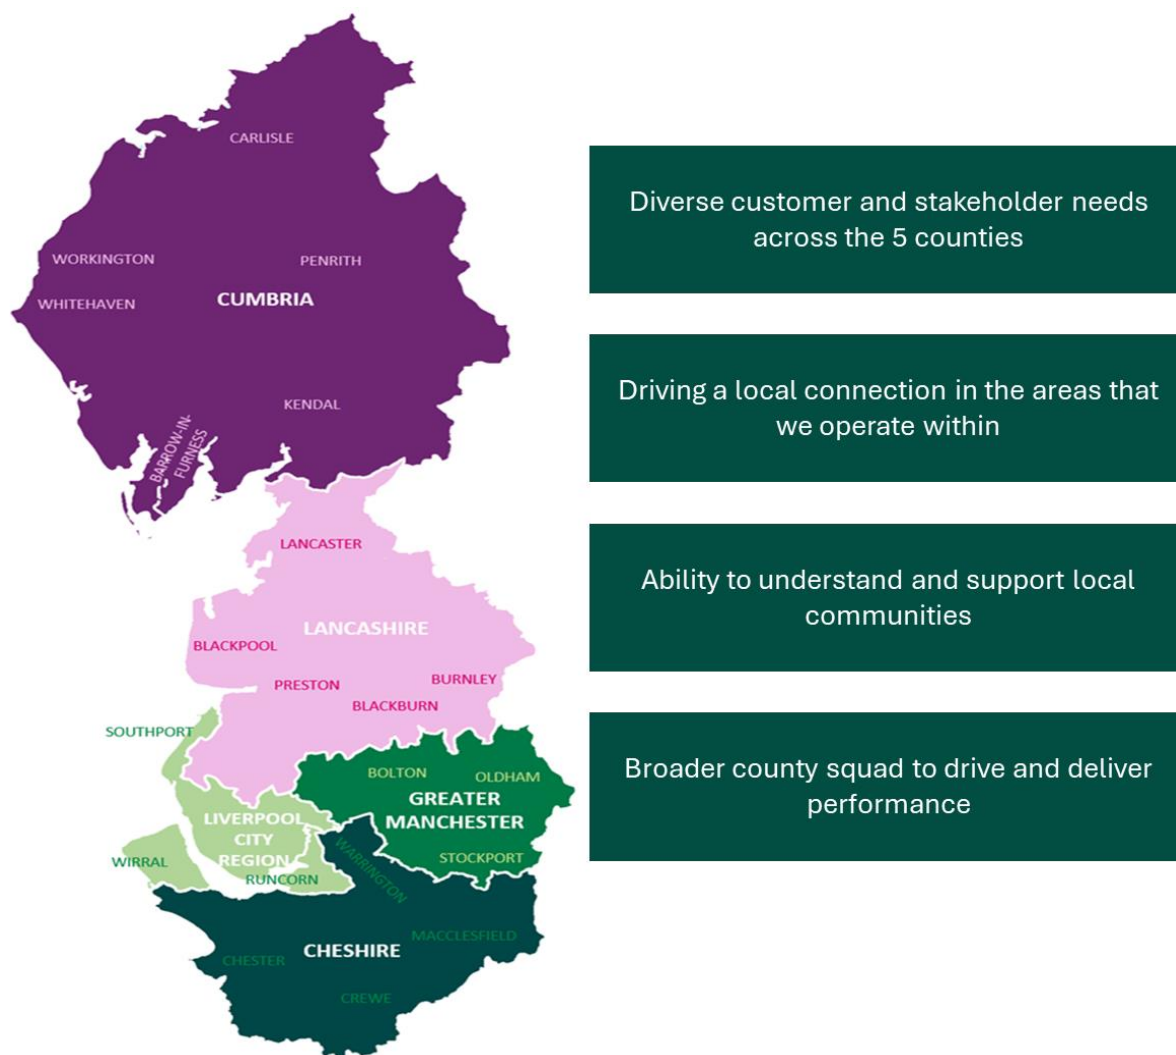 CARLISLE
WORKINGTON
PENRITH
WHITEHAVEN
CUMBRIA
KENDAL
BARROW-IN-
FURNESS
LANCASTER
LANCASHIRE
BLACKPOOL
PRESTON
BURNLEY
BLACKBURN
SOUTHPORT
BOLTON
OLDHAM
GREATER
MANCHESTER
LIVERPOOL
CITY
REGION
WIRRAL
RUNCORN
STOCKPORT
WARRINGTON
MACCLESFIELD
CHESHIRE
CHESTER
CREWE
Diverse customer and stakeholder needs
across the 5 counties
Driving a local connection in the areas that
we operate within
Ability to understand and support local
communities
Broader county squad to drive and deliver
performance